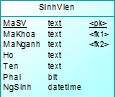 SinhVien
MaSV text <pk>
MaKhoa text <fk1>
MaNganh text <fk2>
Ho text
Ten text
Phai bit
NgSinh datetime